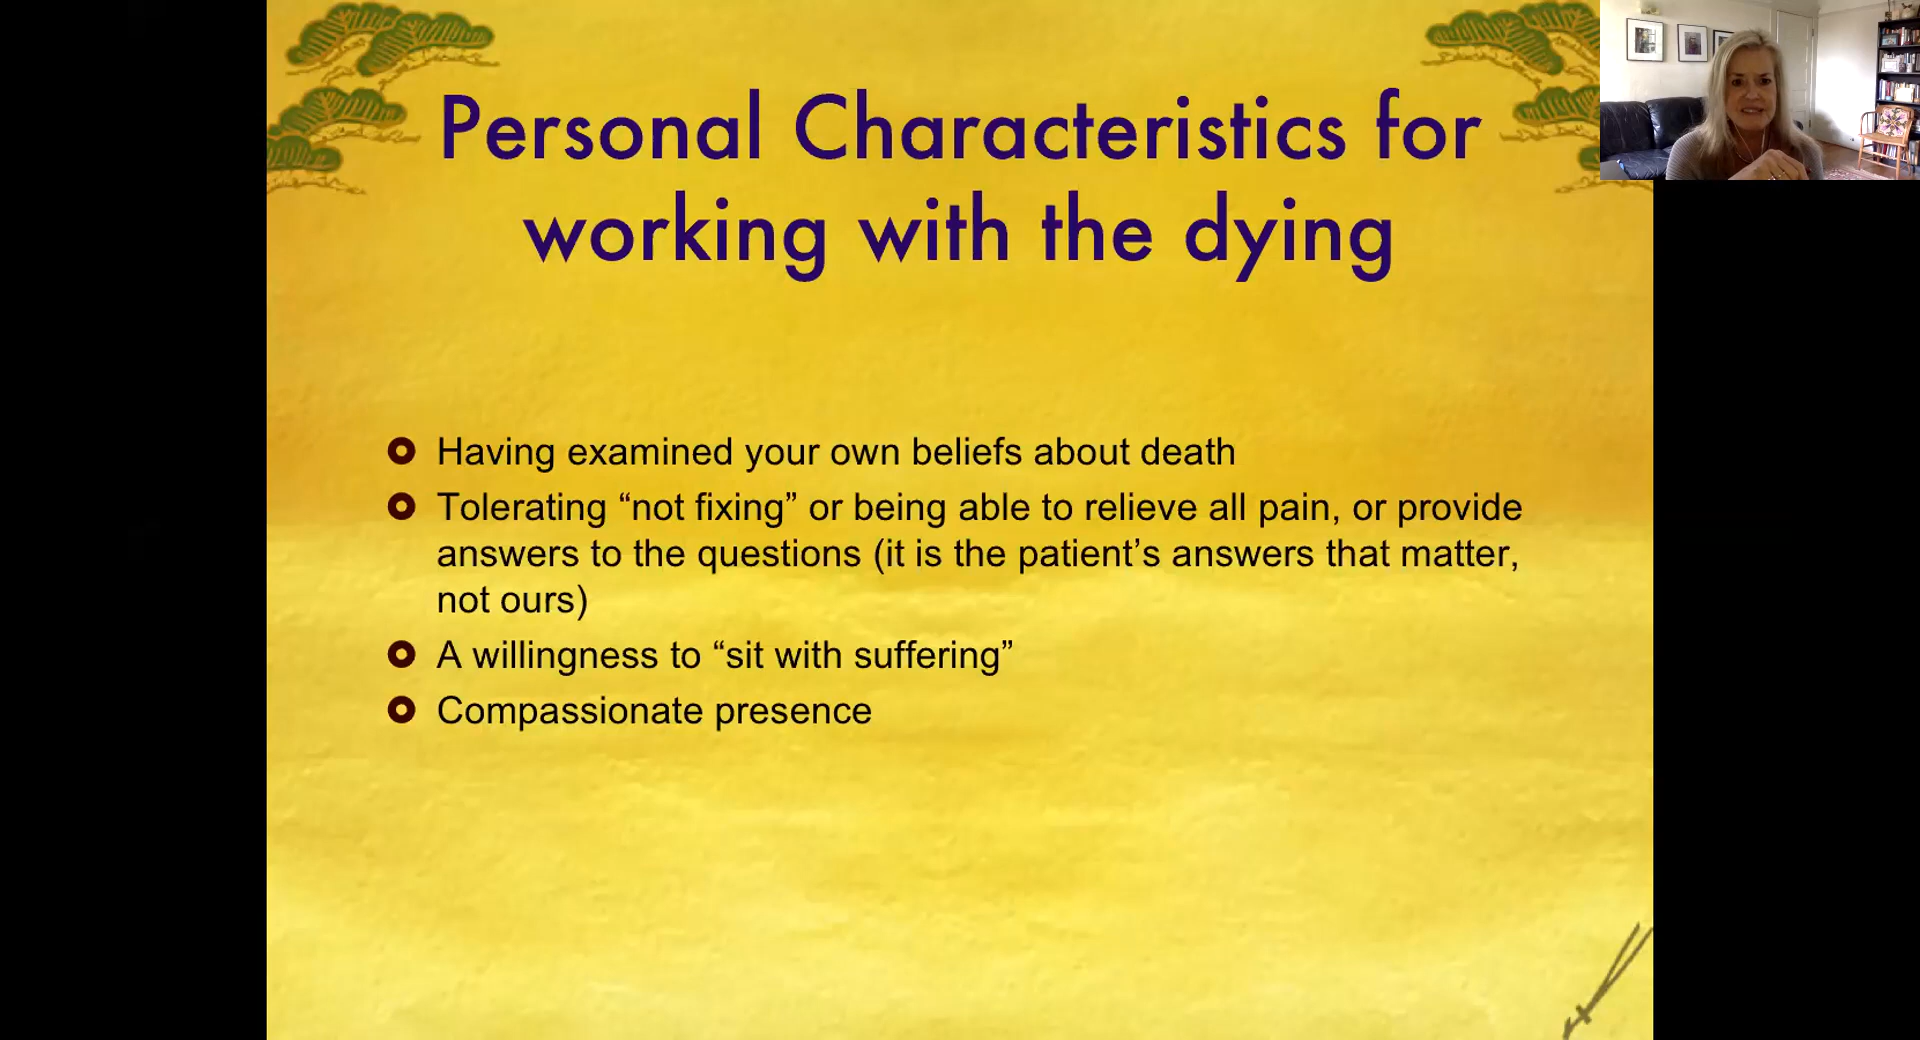 Personal Characteristics for
working with the dying
Having examined your own beliefs about death
Tolerating “not fixing” or being able to relieve all pain, or provide
answers to the questions (it is the patient’s answers that matter,
not ours)
A willingness to “sit with suffering”
Compassionate presence